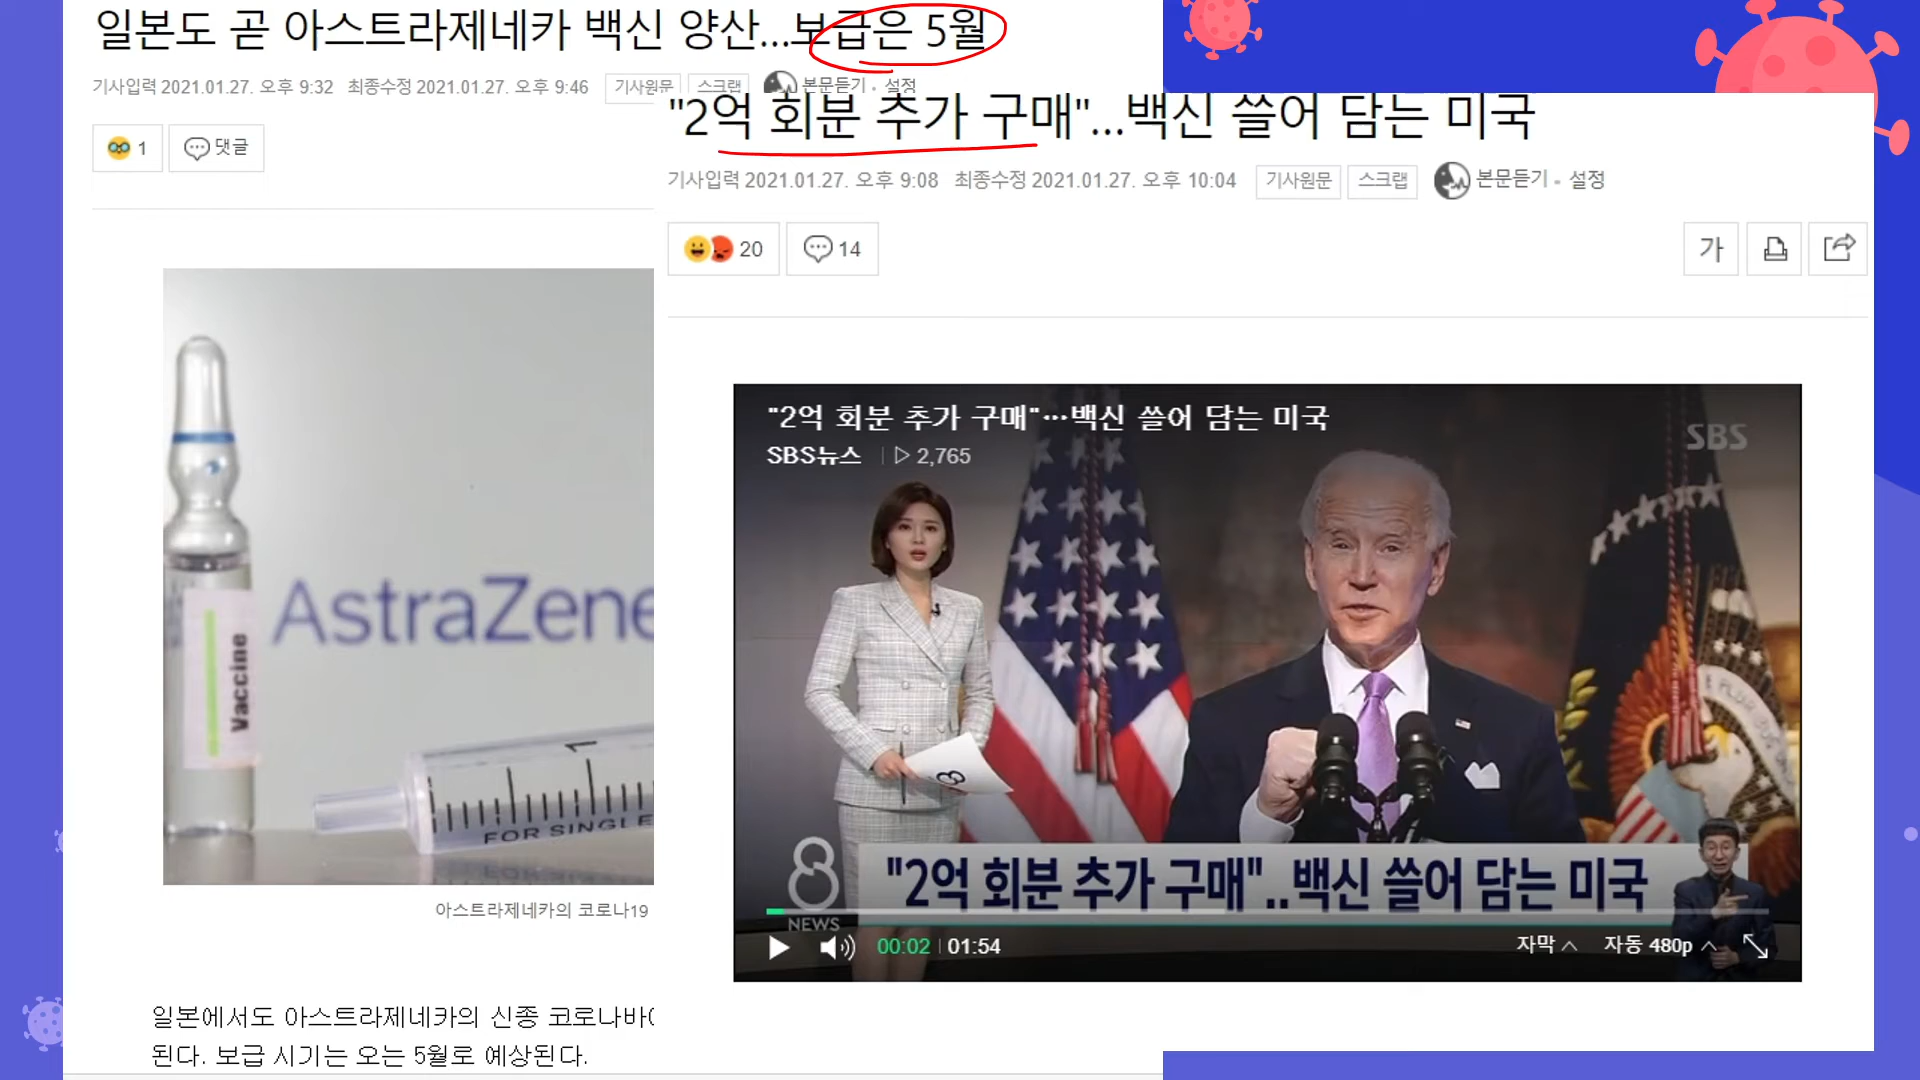 일본도 곧 아스트라제네카 백신 양산...보급은 5월
기사입력 2021.01.27. 오후 9:32 최종수정 2021.01.27. 오후 9:46 기사원문 스크랩 본문듣기 설정
1 댓글
AstraZene
Vaccine
1
FOR SINGLE
아스트라제네카의 코로나19
일본에서도 아스트라제네카의 신종 코로나바
된다. 보급 시기는 오는 5월로 예상된다.
"2억 회분 추가 구매"...백신 쓸어 담는 미국
기사입력 2021.01.27. 오후 9:08 최종수정 2021.01.27. 오후 10:04 기사원문 스크랩 본문듣기 설정
20 14 가
"2억 회분 추가 구매"…백신 쓸어 담는 미국
SBS뉴스 2,765
SBS
8
"2억 회분 추가 구매"..백신 쓸어 담는 미국
8 NEWS
00:02 01:54 자막 자동 480p